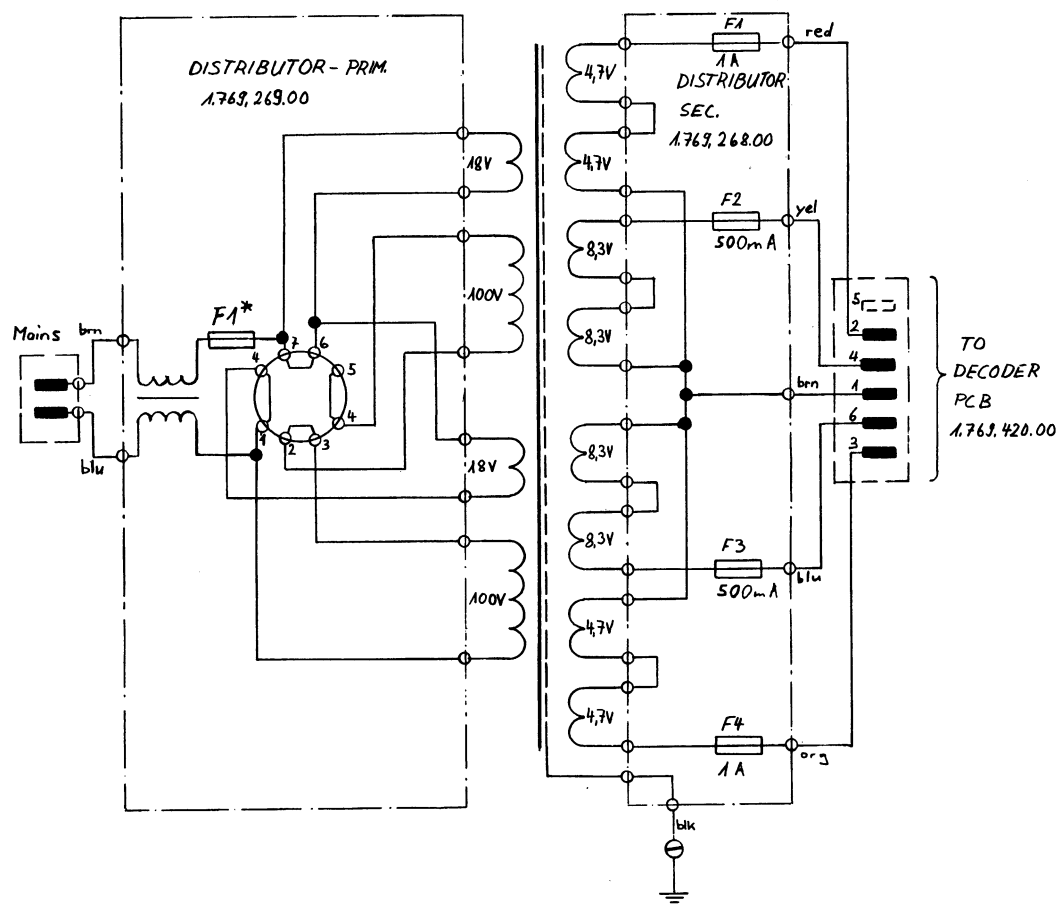 DISTRIBUTOR - PRIM.
1.769,269.00
Mains
brn
blu
F1*
7
6
4
5
1
4
2
3
18V
100V
18V
100V
4,7V
4,7V
8,3V
8,3V
8,3V
8,3V
4,7V
4,7V
F1
1A
DISTRIBUTOR
SEC.
1.769,268.00
F2
500mA
F3
500mA
F4
1A
red
yel
brn
blu
org
blk
5
2
4
1
6
3
TO
DECODER
PCB
1.769.420.00